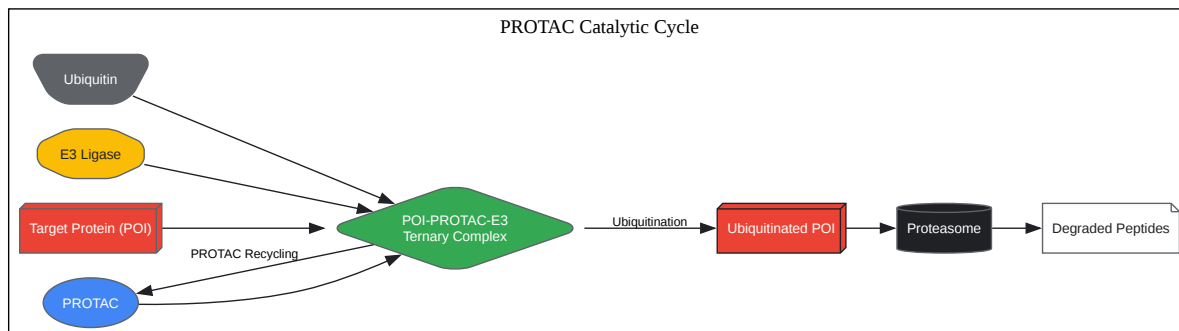 PROTAC Catalytic Cycle
Ubiquitin
E3 Ligase
Target Protein (POI)
PROTAC Recycling
PROTAC
POI-PROTAC-E3
Ternary Complex
Ubiquitination
Ubiquitinated POI
Proteasome
Degraded Peptides